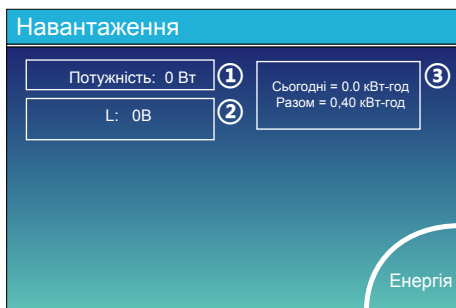 Навантаження
Потужність: 0 Вт
①
L: 0В
②
Сьогодні = 0.0 кВт-год
Разом = 0,40 кВт-год
③
Енергія